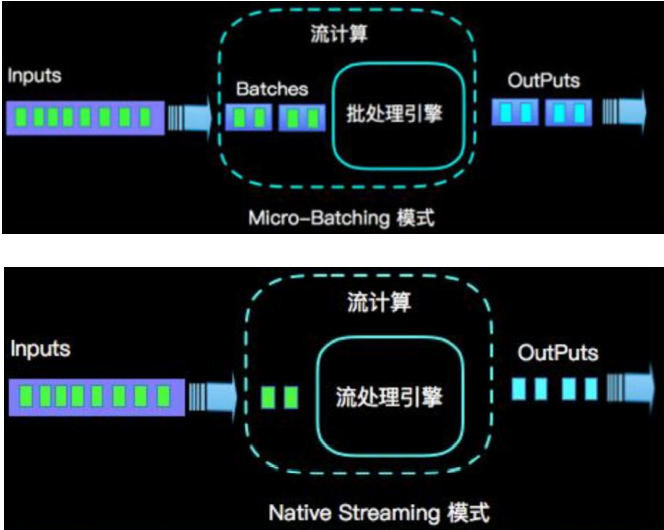 流计算
Inputs
Batches
批处理引擎
OutPuts
Micro-Batching 模式
流计算
Inputs
流处理引擎
OutPuts
Native Streaming 模式